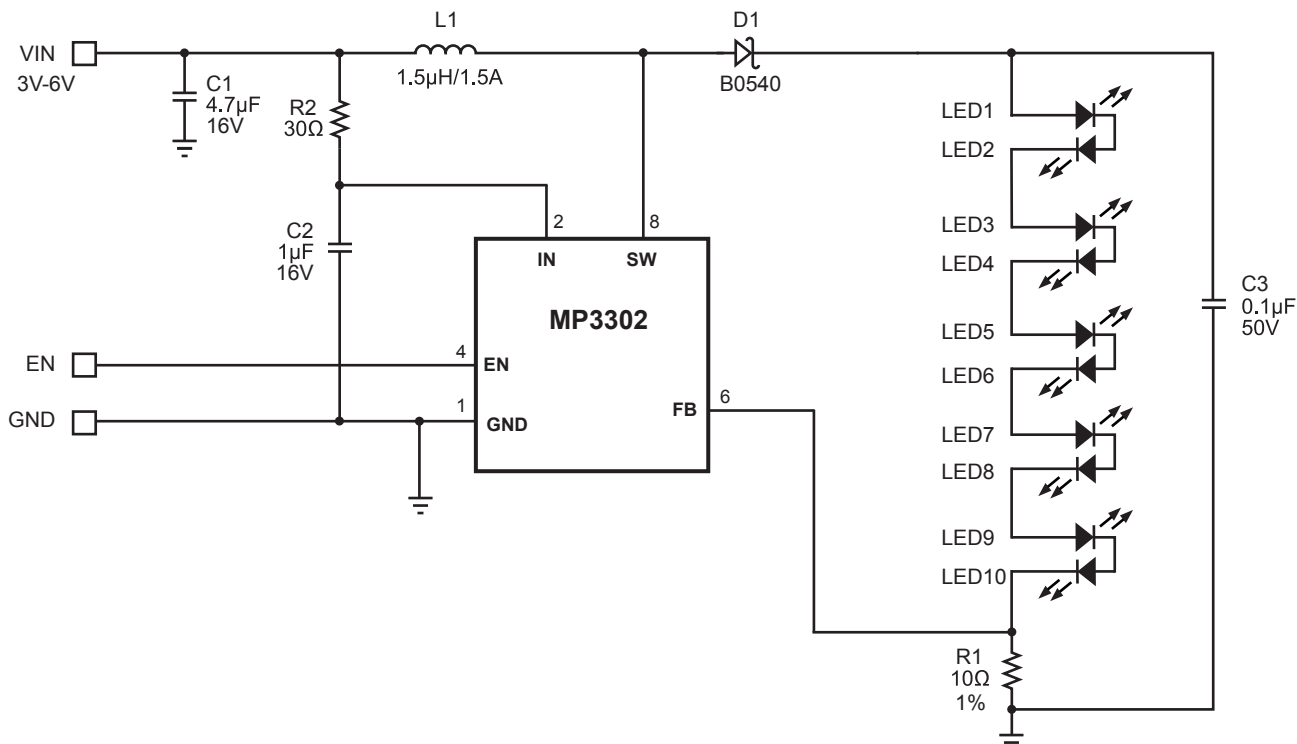 L1
D1
VIN
3V-6V
1.5µH/1.5A
B0540
C1
4.7µF
16V
R2
30Ω
LED1
LED2
C2
1µF
16V
2
8
IN
SW
LED3
LED4
MP3302
C3
0.1µF
50V
LED5
LED6
EN
4
EN
GND
1
GND
FB
6
LED7
LED8
LED9
LED10
R1
10Ω
1%